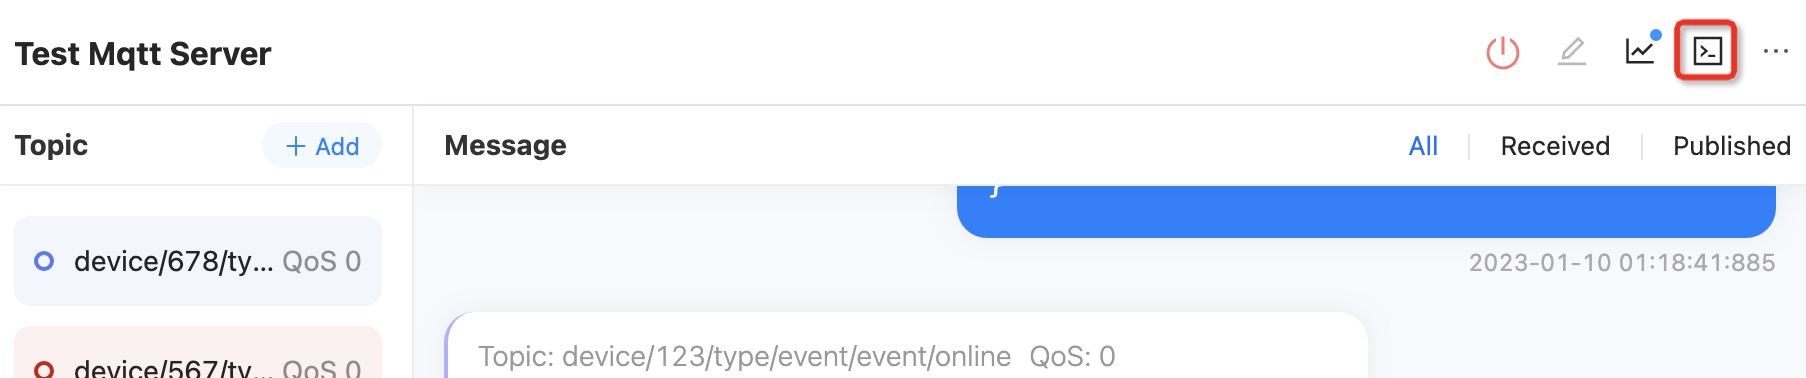 Test Mqtt Server
Topic
+ Add
Message
All
Received
Published
device/678/ty... QoS 0
device/567/ty... QoS 0
}
2023-01-10 01:18:41:885
Topic: device/123/type/event/event/online QoS: 0